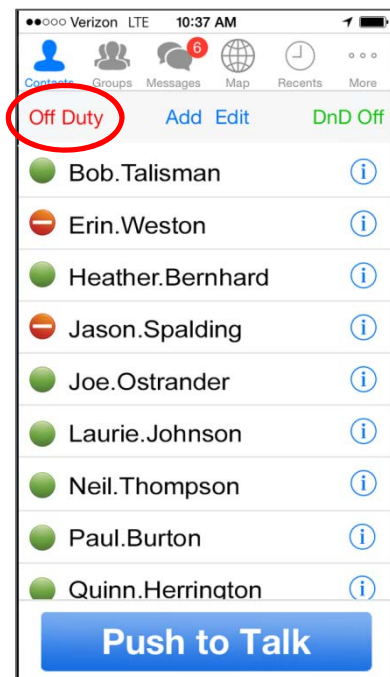 Verizon LTE 10:37 AM
6
Contacts Groups Messages Map Recents More
Off Duty Add Edit DnD Off
Bob.Talisman i
Erin.Weston i
Heather.Bernhard i
Jason.Spalding i
Joe.Ostrander i
Laurie.Johnson i
Neil.Thompson i
Paul.Burton i
Quinn.Herrington i
Push to Talk